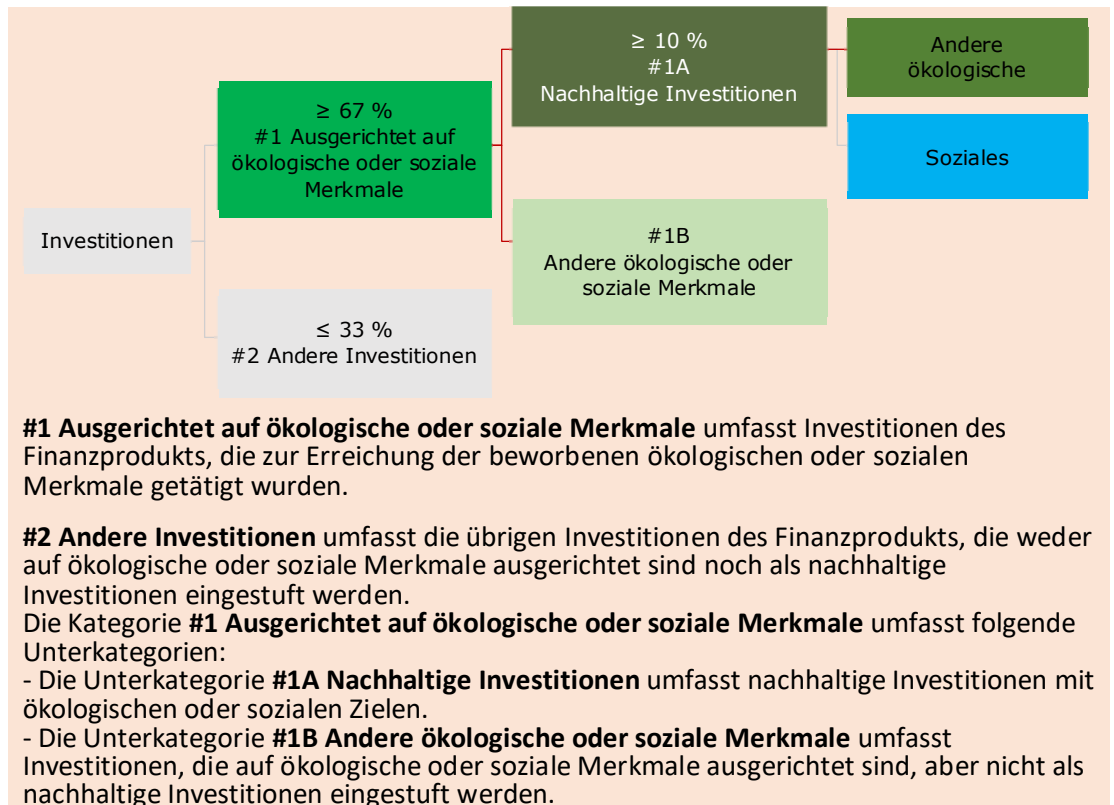 ≥ 10 %
#1A
Nachhaltige Investitionen
Andere
ökologische
≥ 67 %
#1 Ausgerichtet auf
ökologische oder soziale
Merkmale
Soziales
Investitionen
#1B
Andere ökologische oder
soziale Merkmale
≤ 33 %
#2 Andere Investitionen
#1 Ausgerichtet auf ökologische oder soziale Merkmale umfasst Investitionen des
Finanzprodukts, die zur Erreichung der beworbenen ökologischen oder sozialen
Merkmale getätigt wurden.
#2 Andere Investitionen umfasst die übrigen Investitionen des Finanzprodukts, die weder
auf ökologische oder soziale Merkmale ausgerichtet sind noch als nachhaltige
Investitionen eingestuft werden.
Die Kategorie #1 Ausgerichtet auf ökologische oder soziale Merkmale umfasst folgende
Unterkategorien:
- Die Unterkategorie #1A Nachhaltige Investitionen umfasst nachhaltige Investitionen mit
ökologischen oder sozialen Zielen.
- Die Unterkategorie #1B Andere ökologische oder soziale Merkmale umfasst
Investitionen, die auf ökologische oder soziale Merkmale ausgerichtet sind, aber nicht als
nachhaltige Investitionen eingestuft werden.